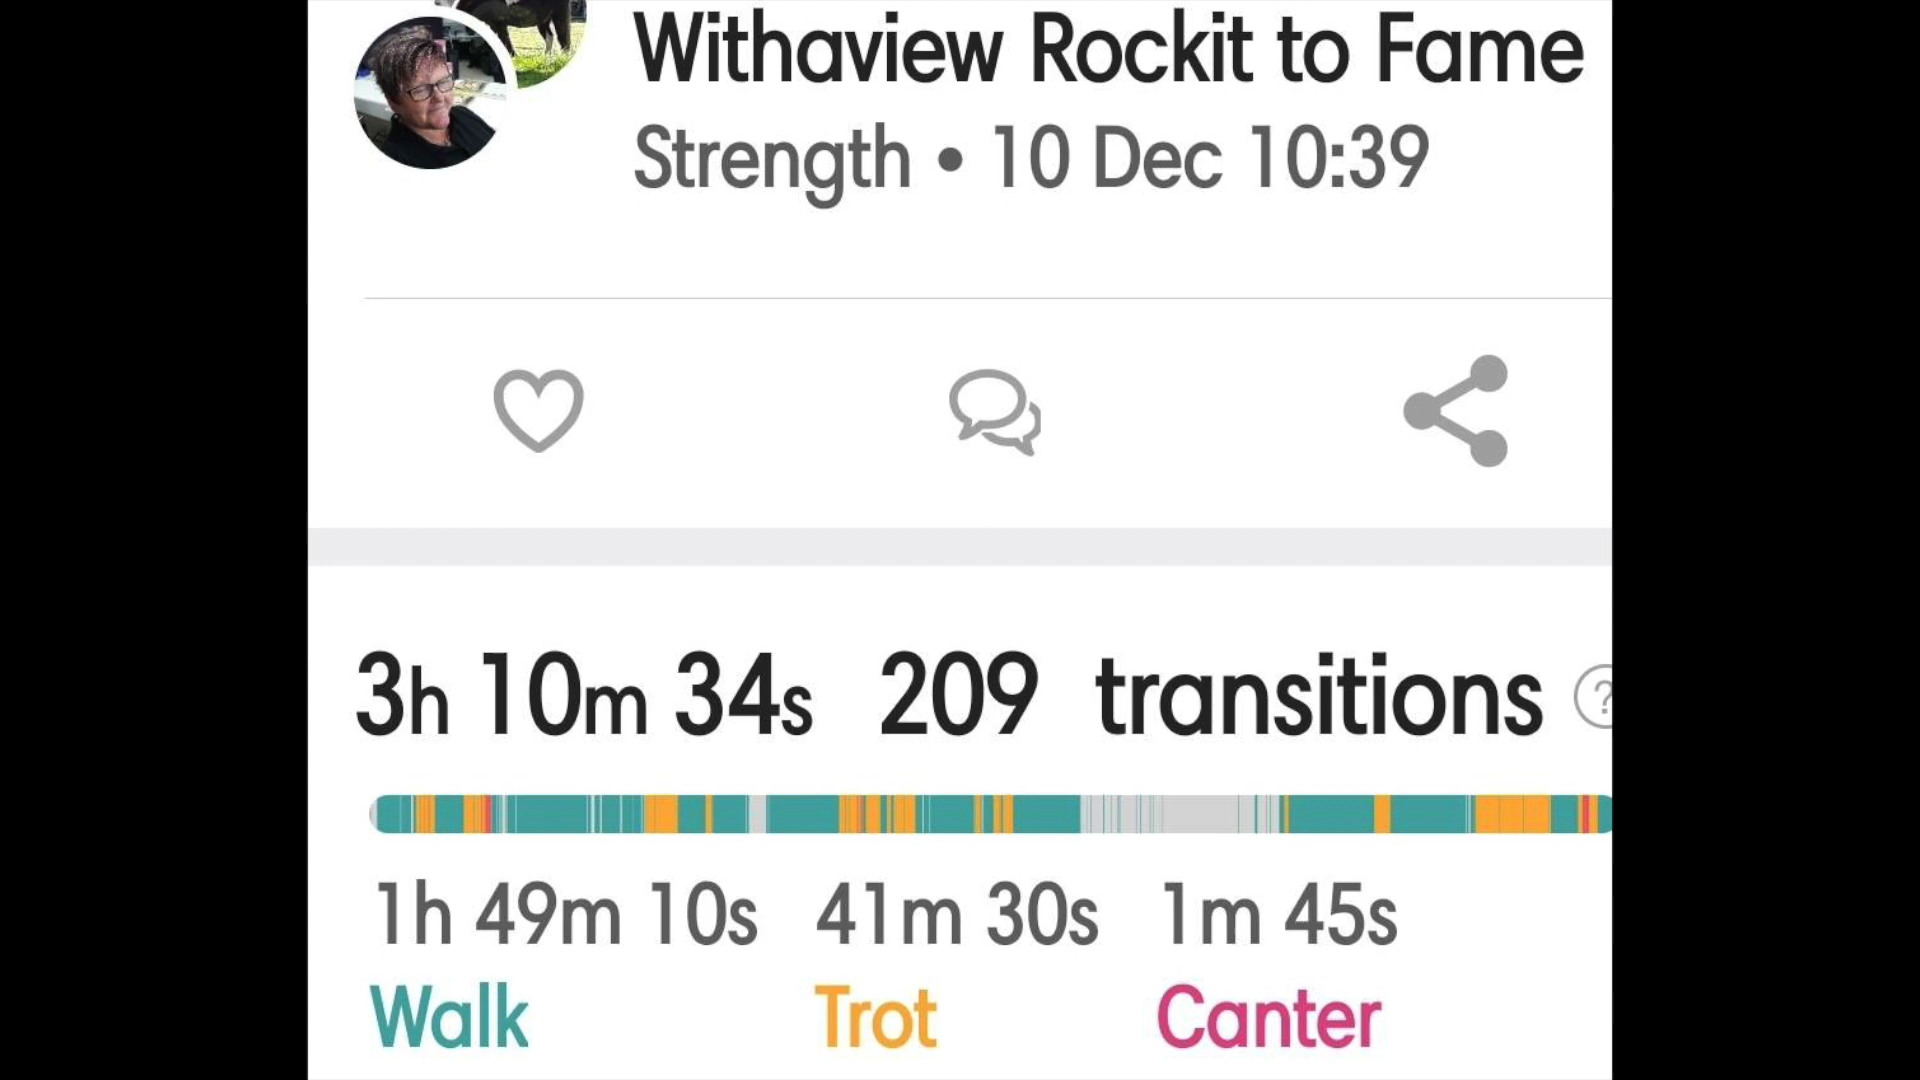 Withaview Rockit to Fame
Strength • 10 Dec 10:39
3h 10m 34s 209 transitions ?
1h 49m 10s 41m 30s 1m 45s
Walk Trot Canter